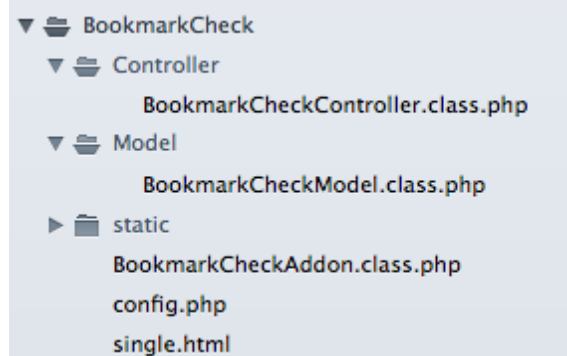 BookmarkCheck
Controller
BookmarkCheckController.class.php
Model
BookmarkCheckModel.class.php
static
BookmarkCheckAddon.class.php
config.php
single.html